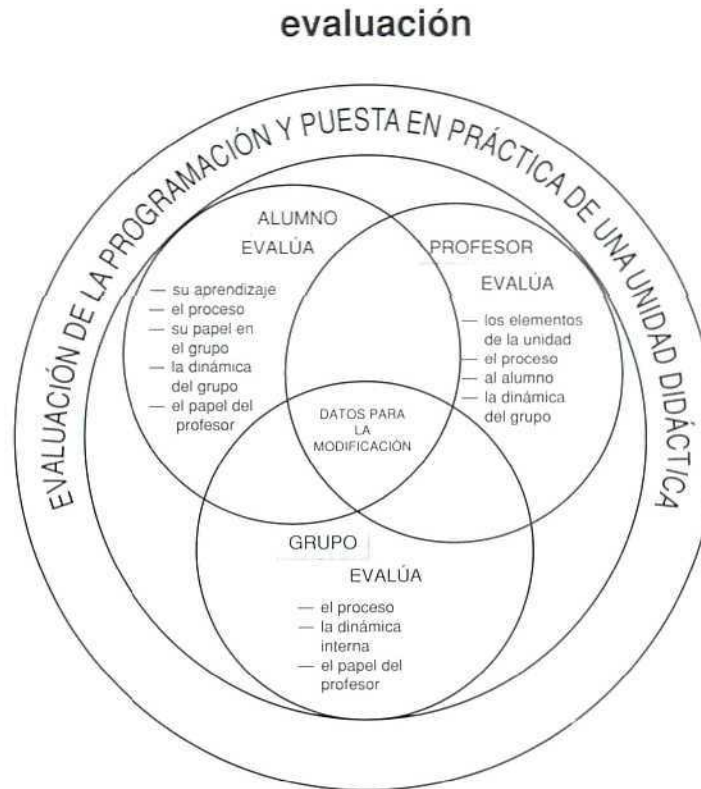 evaluación
EVALUACIÓN DE LA PROGRAMACIÓN Y PUESTA EN PRÁCTICA DE UNA UNIDAD DIDÁCTICA
ALUMNO
EVALÚA
— su aprendizaje
— el proceso
— su papel en
el grupo
— la dinámica
del grupo
— el papel del
profesor
PROFESOR
EVALÚA
— los elementos
de la unidad
— el proceso
— al alumno
— la dinámica
del grupo
DATOS PARA
LA
MODIFICACIÓN
GRUPO
EVALÚA
— el proceso
— la dinámica
interna
— el papel del
profesor